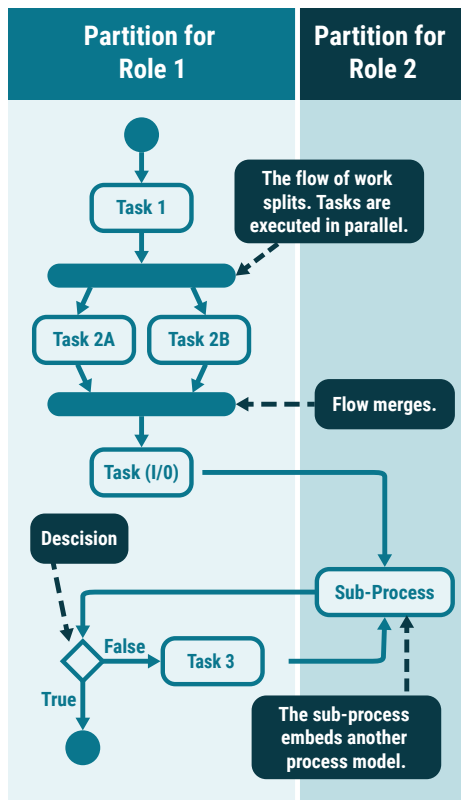 Partition for
Role 1
Partition for
Role 2
The flow of work
splits. Tasks are
executed in parallel.
Task 1
Task 2A
Task 2B
Flow merges.
Task (I/0)
Descision
Sub-Process
False
Task 3
True
The sub-process
embeds another
process model.